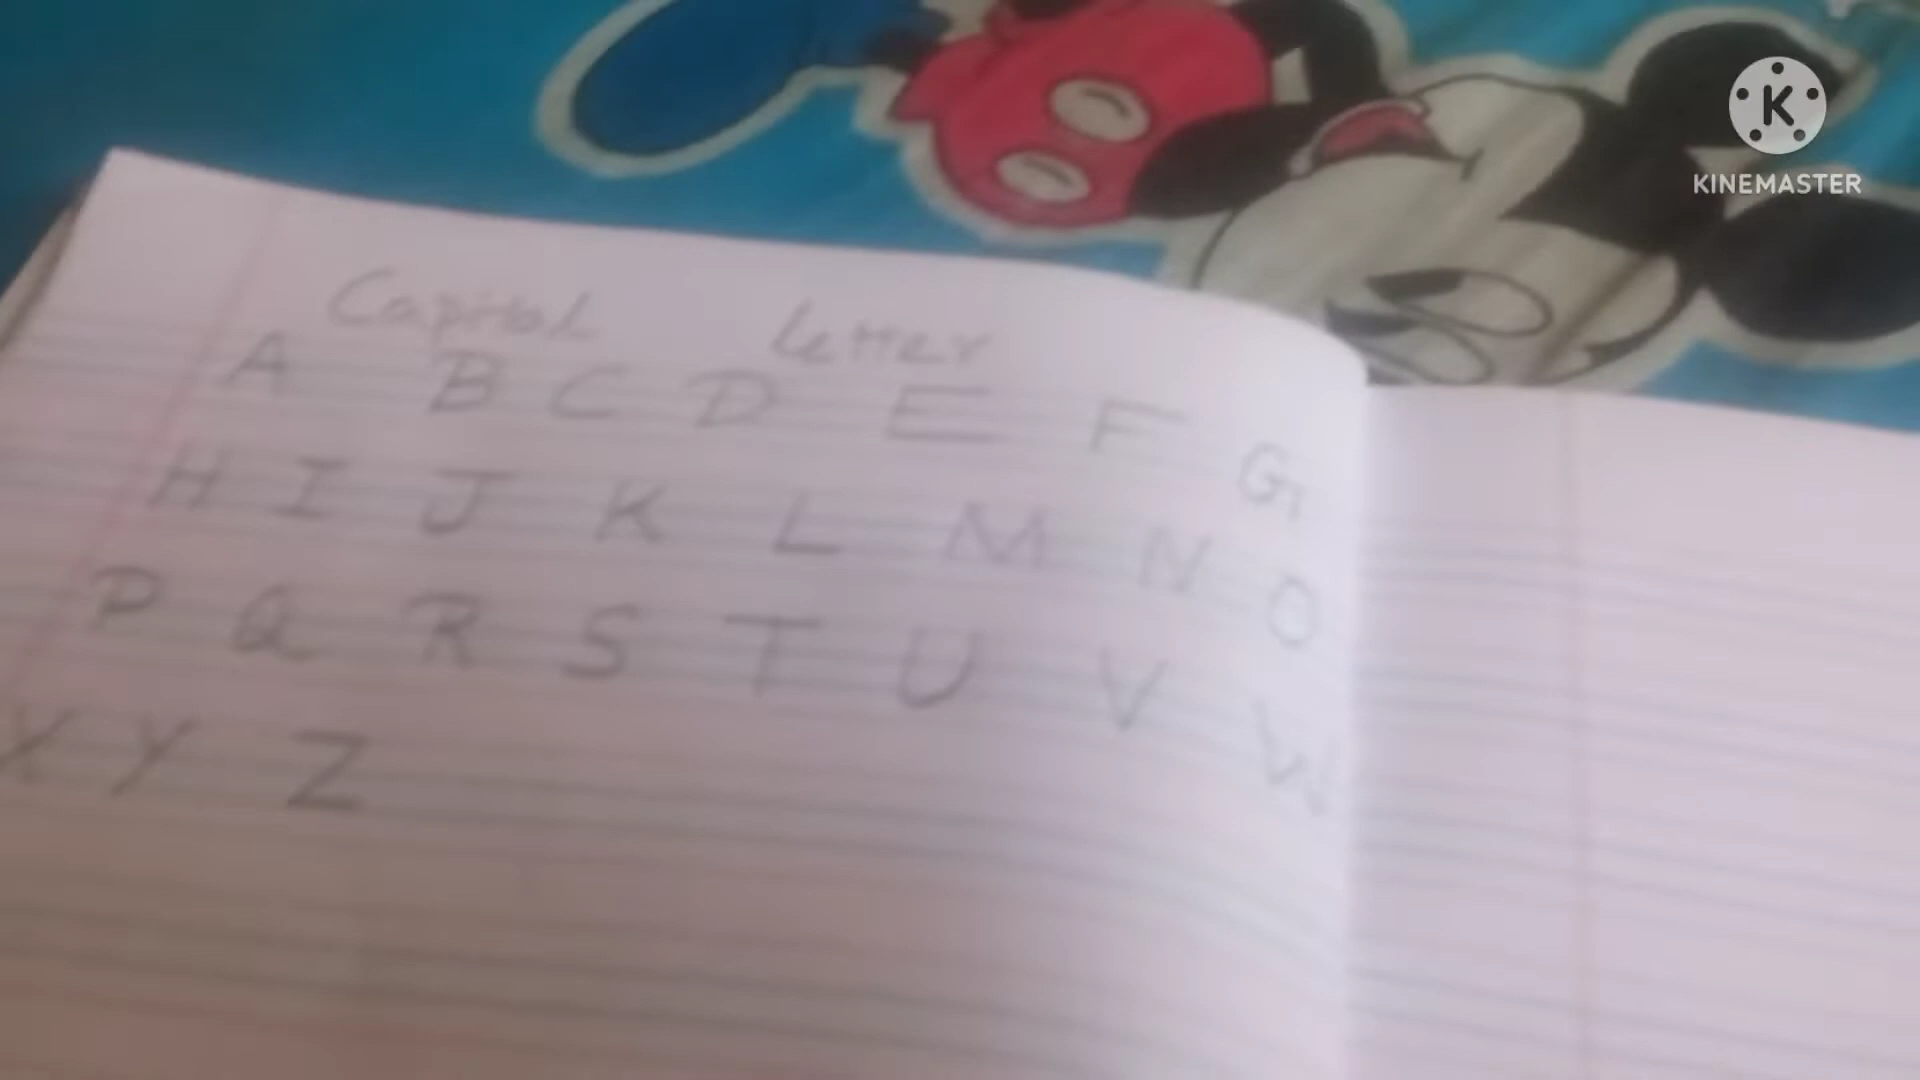 KINEMASTER
Capital letter
A B C D E F G
H I J K L M N O
P Q R S T U V W
X Y Z